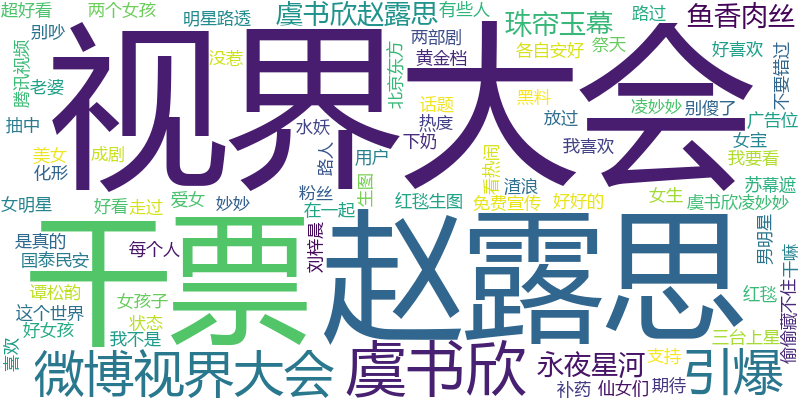 超好看
两个女孩
虞书欣赵露思
有些人
路过
鱼香肉丝
别吵
明星路透
两部剧
珠帘玉幕
没惹
黄金档
各自安好
祭天
好喜欢
腾讯视频
老婆
视界大会
北京东方
不要错过
话题
黑料
凌妙妙
别傻了
抽中
水妖
热度
放过
广告位
美女
成剧
路人
下奶
我喜欢
女宝
化形
用户
看热闹
我要看
爱女
粉丝
生图
渣浪
苏幕遮
女明星
好看
走过
妙妙
在一起
红毯生图
免费宣传
好好的
女生
虞书欣凌妙妙
是真的
每个人
干票
刘梓晨
赵露思
男明星
国泰民安
干嘛
谭松韵
女孩子
红毯
偷偷藏不住
这个世界
状态
好女孩
我不是
三台上星
喜欢
微博视界大会
虞书欣
永夜星河
支持
引爆
补药
仙女们
期待